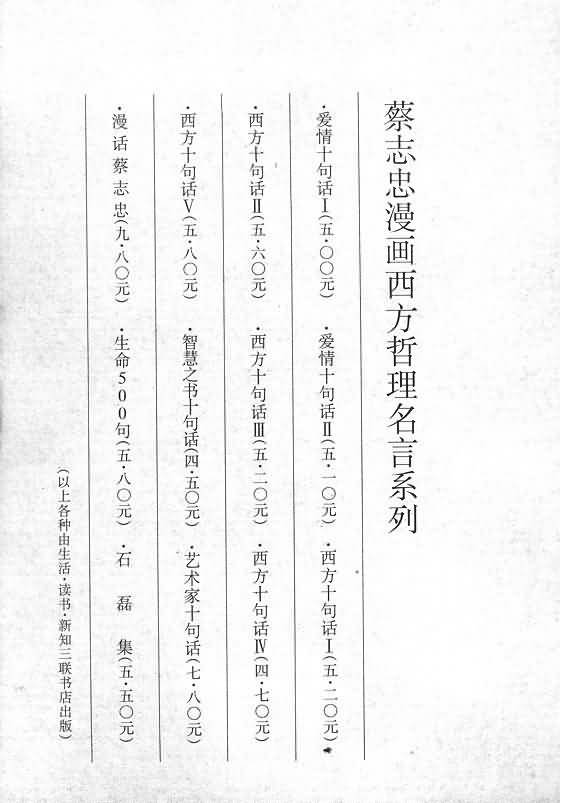 蔡志忠漫画西方哲理名言系列
·爱情十句话Ⅰ(五·〇〇元) ·爱情十句话Ⅱ(五·一〇元) ·西方十句话Ⅰ(五·二〇元)
·西方十句话Ⅱ(五·六〇元) ·西方十句话Ⅲ(五·二〇元) ·西方十句话Ⅳ(四·七〇元)
·西方十句话Ⅴ(五·八〇元) ·智慧之书十句话(四·五〇元) ·艺术家十句话(七·八〇元)
·漫话蔡志忠(九·八〇元) ·生命500句(五·八〇元) ·石磊集(五·五〇元)
(以上各种由生活·读书·新知三联书店出版)